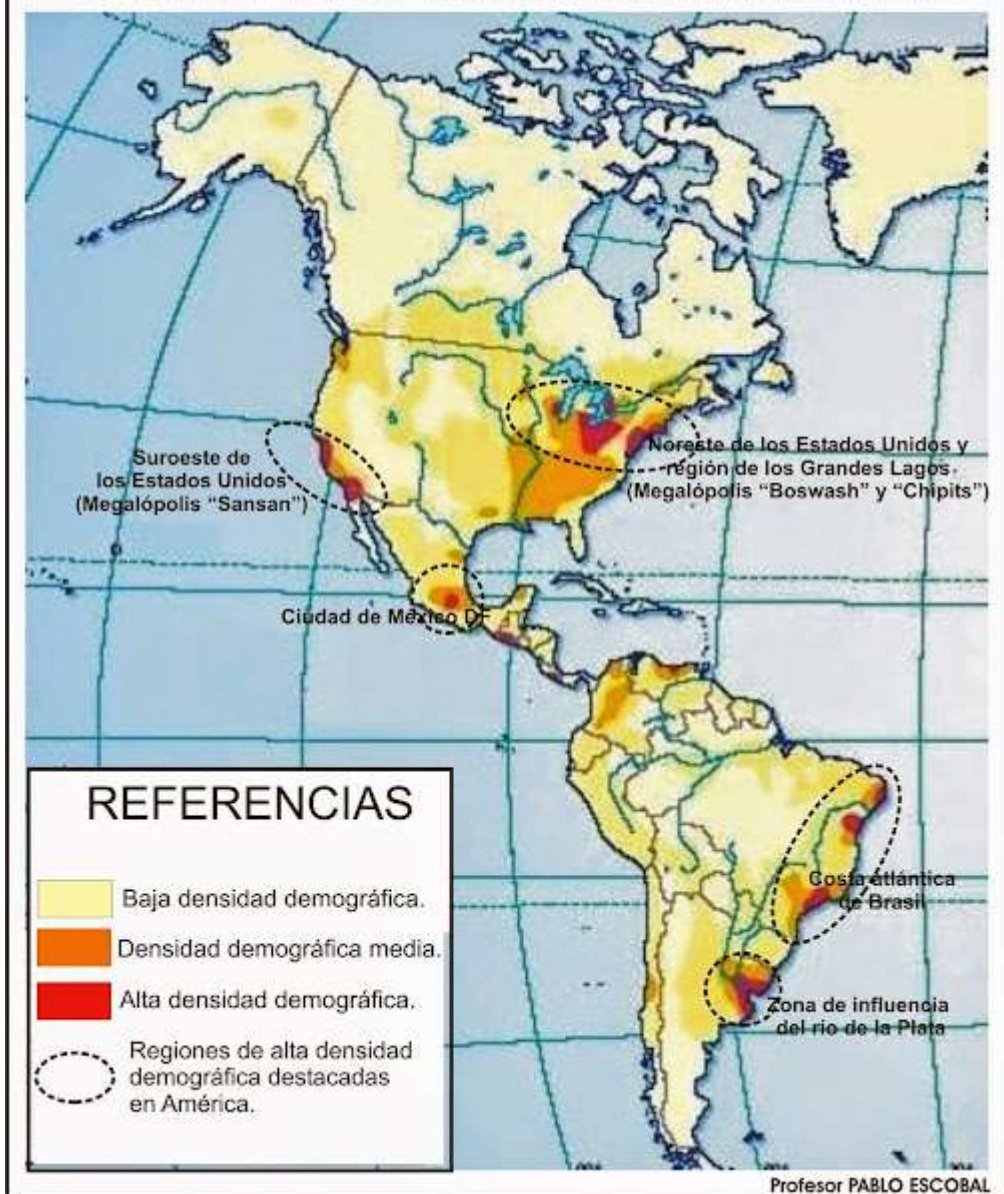 Suroeste de
los Estados Unidos
(Megalópolis “Sansan”)
Noreste de los Estados Unidos y
región de los Grandes Lagos.
(Megalópolis “Boswash” y “Chipits”)
Ciudad de México DF
Costa atlántica
de Brasil
Zona de influencia
del rio de la Plata
REFERENCIAS
Baja densidad demográfica.
Densidad demográfica media.
Alta densidad demográfica.
Regiones de alta densidad
demográfica destacadas
en América.
Profesor PABLO ESCOBAL